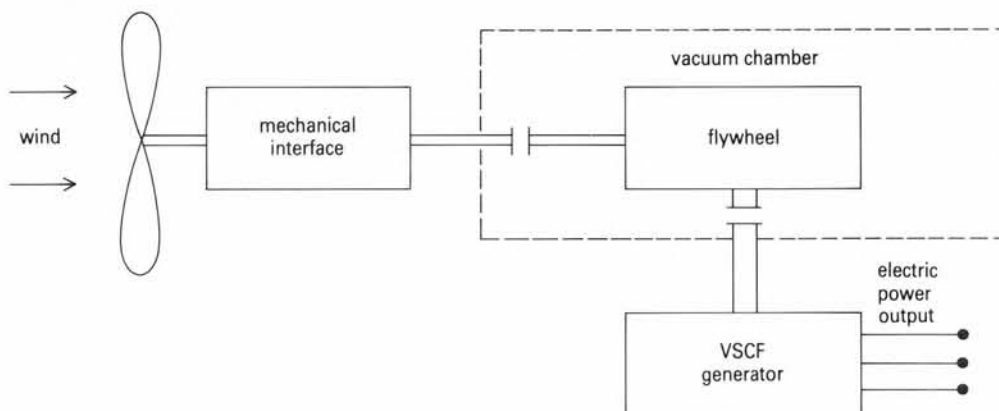 vacuum chamber
wind
mechanical
interface
flywheel
electric
power
output
VSCF
generator